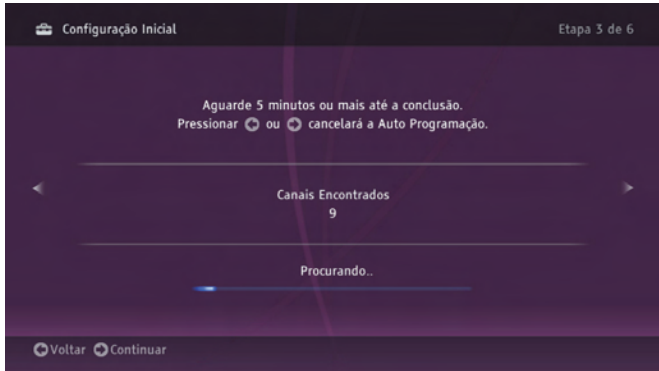 Configuração Inicial
Etapa 3 de 6
Aguarde 5 minutos ou mais até a conclusão.
Pressionar ou cancelará a Auto Programação.
Canais Encontrados
9
Procurando..
Voltar Continuar